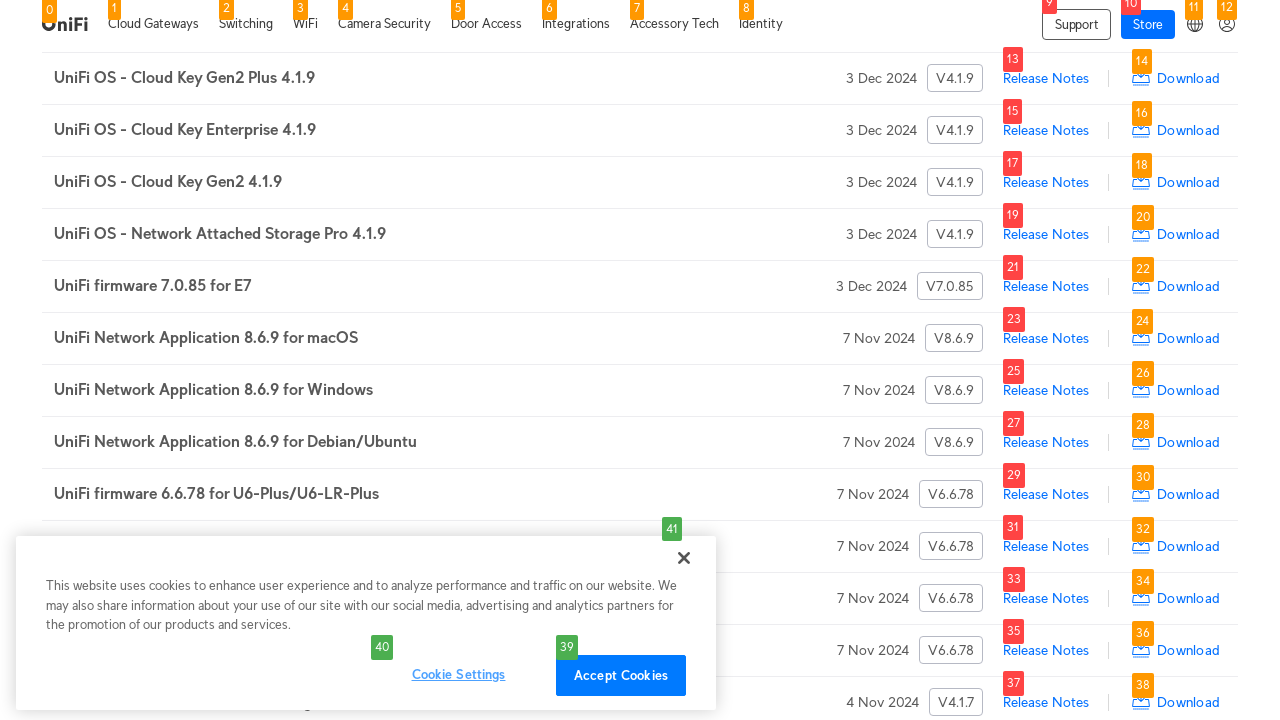 0 1 2 3 4 5 6 7 8 9 10 11 12
UniFi Cloud Gateways Switching WiFi Camera Security Door Access Integrations Accessory Tech Identity Support Store
13 14
UniFi OS - Cloud Key Gen2 Plus 4.1.9 3 Dec 2024 V4.1.9 Release Notes Download
15 16
UniFi OS - Cloud Key Enterprise 4.1.9 3 Dec 2024 V4.1.9 Release Notes Download
17 18
UniFi OS - Cloud Key Gen2 4.1.9 3 Dec 2024 V4.1.9 Release Notes Download
19 20
UniFi OS - Network Attached Storage Pro 4.1.9 3 Dec 2024 V4.1.9 Release Notes Download
21 22
UniFi firmware 7.0.85 for E7 3 Dec 2024 V7.0.85 Release Notes Download
23 24
UniFi Network Application 8.6.9 for macOS 7 Nov 2024 V8.6.9 Release Notes Download
25 26
UniFi Network Application 8.6.9 for Windows 7 Nov 2024 V8.6.9 Release Notes Download
27 28
UniFi Network Application 8.6.9 for Debian/Ubuntu 7 Nov 2024 V8.6.9 Release Notes Download
29 30
UniFi firmware 6.6.78 for U6-Plus/U6-LR-Plus 7 Nov 2024 V6.6.78 Release Notes Download
31 32
7 Nov 2024 V6.6.78 Release Notes Download
33 34
7 Nov 2024 V6.6.78 Release Notes Download
35 36
7 Nov 2024 V6.6.78 Release Notes Download
37 38
4 Nov 2024 V4.1.7 Release Notes Download
41
This website uses cookies to enhance user experience and to analyze performance and traffic on our website. We
may also share information about your use of our site with our social media, advertising and analytics partners for
the promotion of our products and services.
40 39
Cookie Settings Accept Cookies